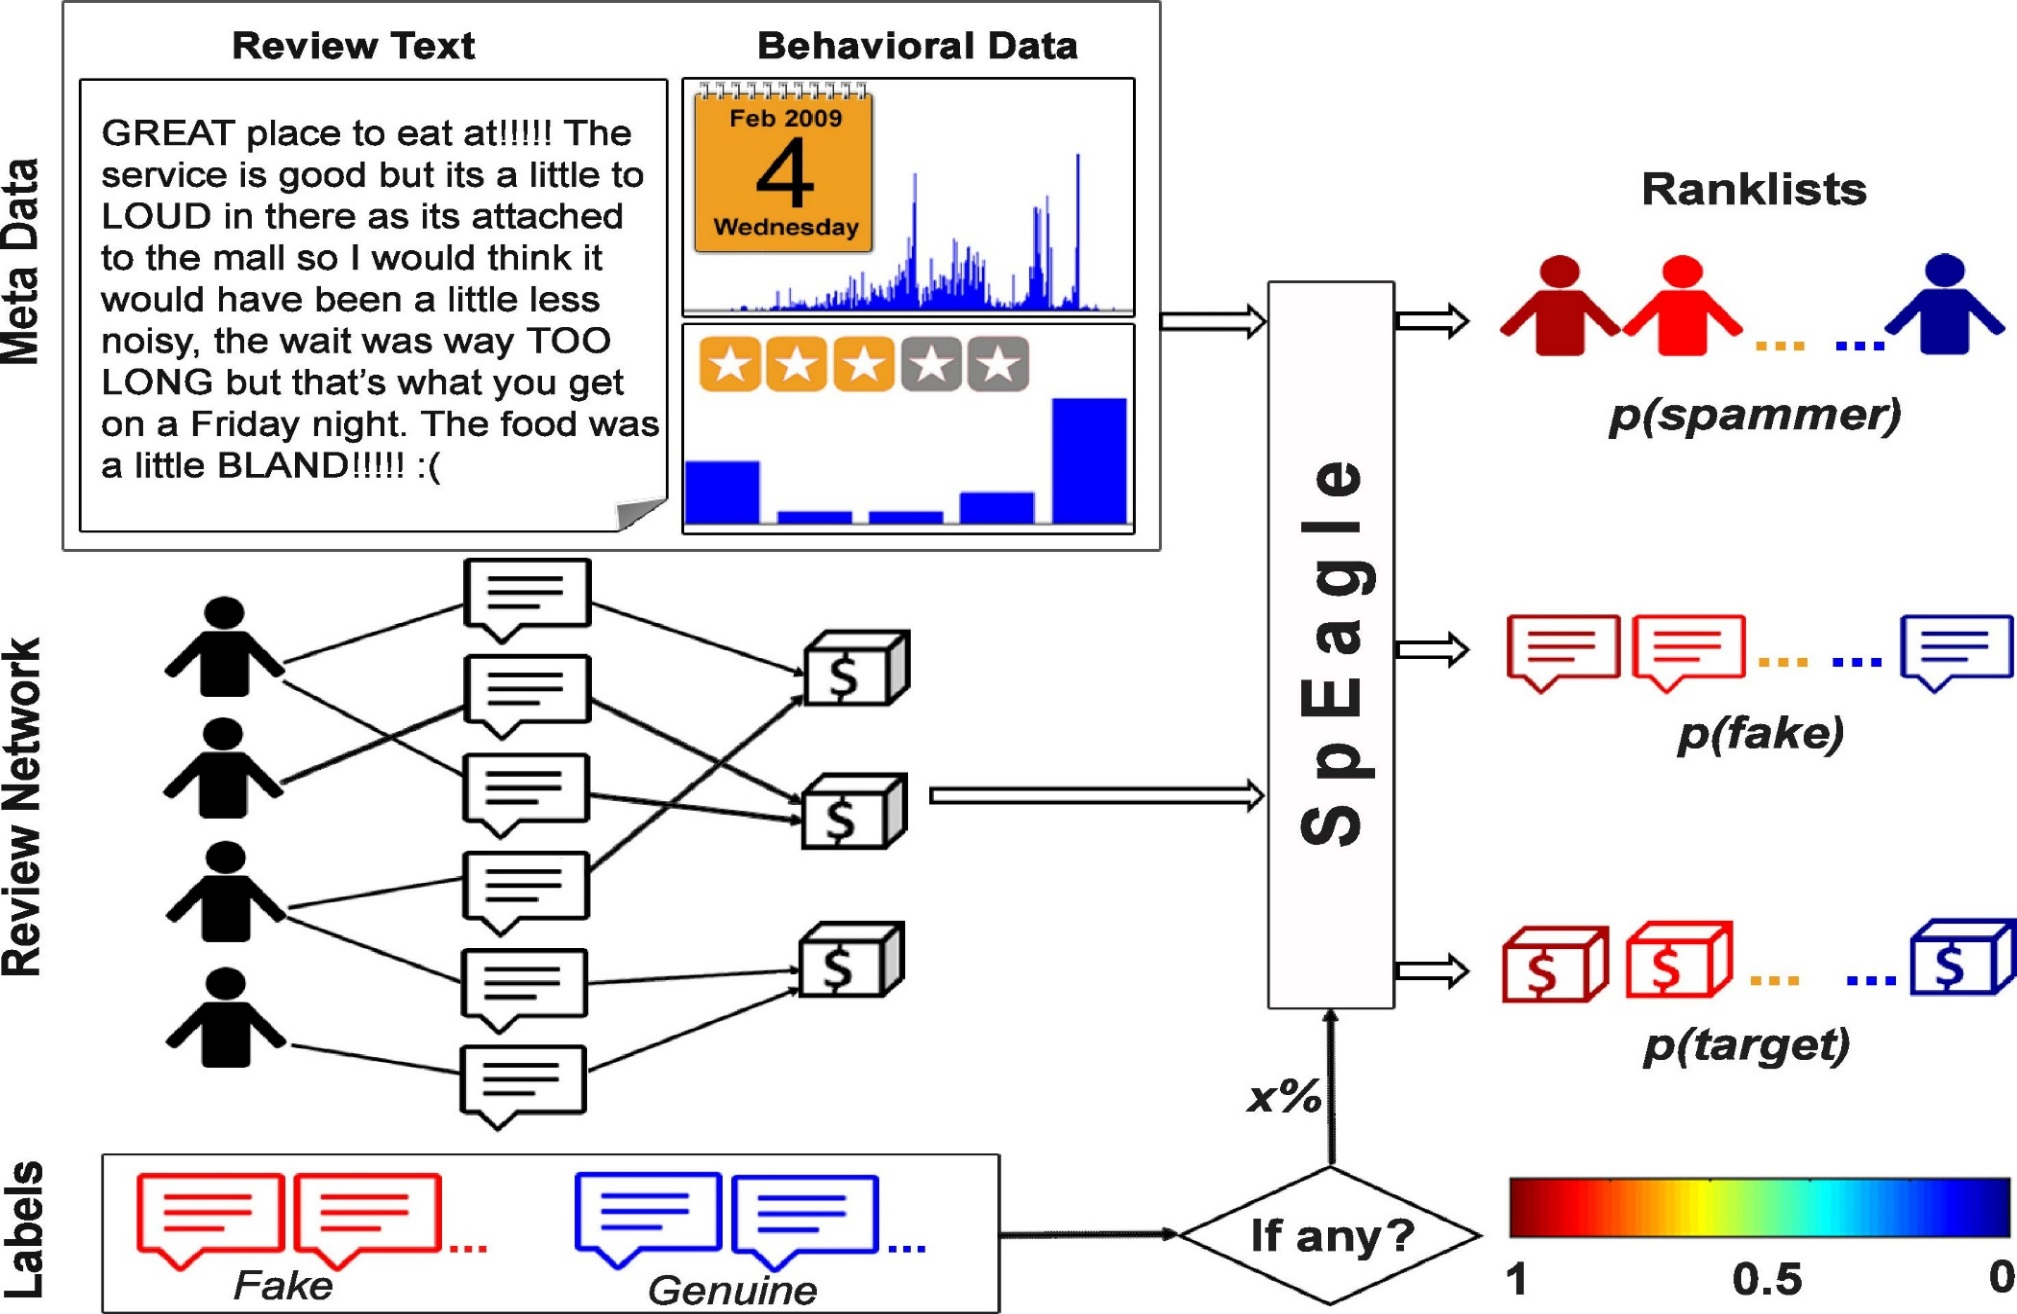 Review Text
Behavioral Data
Meta Data
GREAT place to eat at!!!!! The
service is good but its a little to
LOUD in there as its attached
to the mall so I would think it
would have been a little less
noisy, the wait was way TOO
LONG but that's what you get
on a Friday night. The food was
a little BLAND!!!!! :(
Feb 2009
4
Wednesday
Review Network
$
$
$
SpEagle
Ranklists
p(spammer)
p(fake)
$ $ ... ... $
p(target)
Labels
Fake
...
Genuine
...
If any?
x%
1 0.5 0